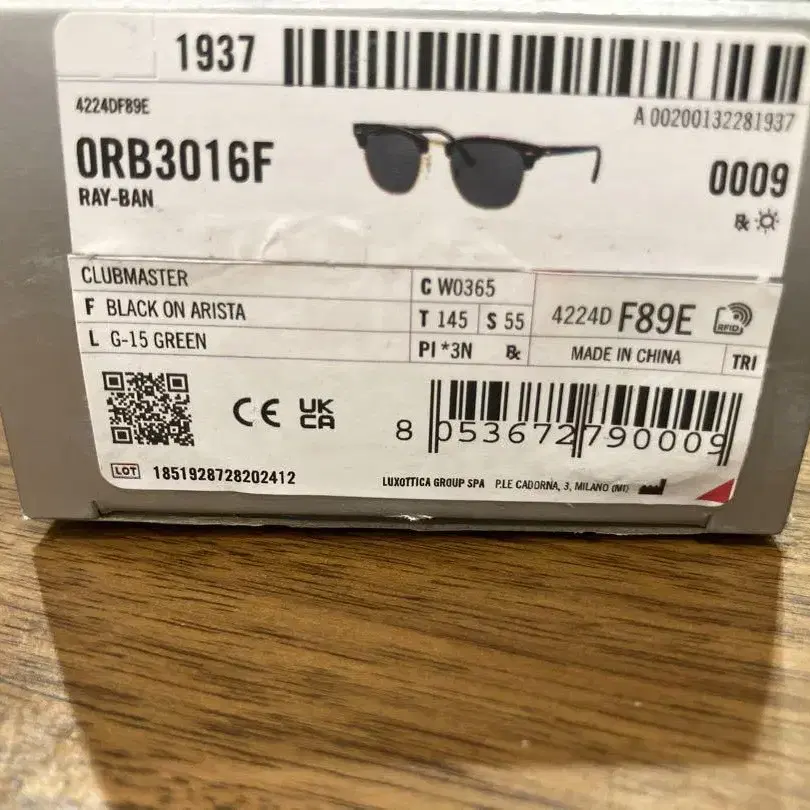 1937
4224DF89E
A 00200132281937
0RB3016F
0009
RAY-BAN
CLUBMASTER
C W0365
F BLACK ON ARISTA
T 145 S 55
4224D F89E
RFID
L G-15 GREEN
PI *3N
MADE IN CHINA
TRI
CE UK CA
8 053672 790009
LOT 1851928728202412
LUXOTTICA GROUP SPA P.LE CADORNA, 3, MILANO (MI)